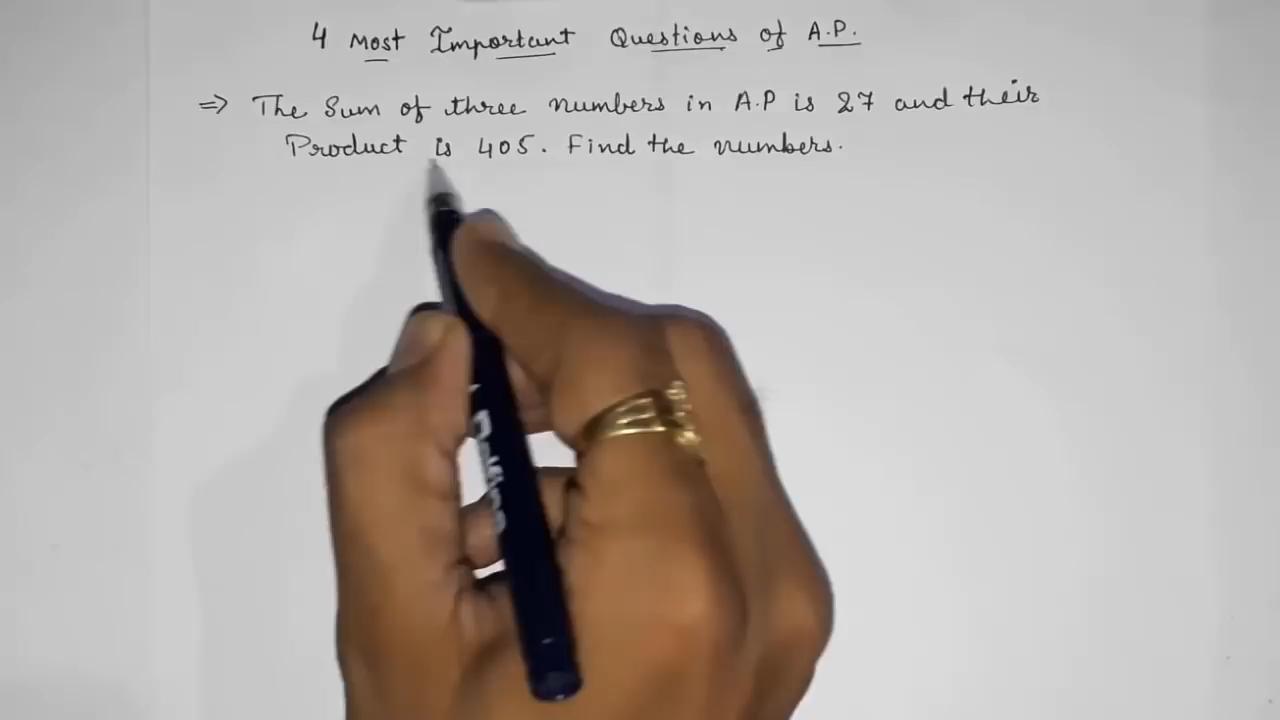 4 Most Important Questions of A.P.
⇒ The Sum of three numbers in A.P is 27 and their
Product is 405. Find the numbers.